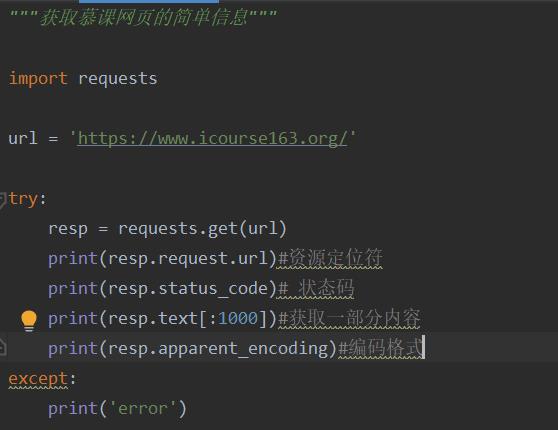 """获取慕课网页的简单信息"""
import requests
url = 'https://www.icourse163.org/'
try:
    resp = requests.get(url)
    print(resp.request.url)#资源定位符
    print(resp.status_code)# 状态码
    print(resp.text[:1000])#获取一部分内容
    print(resp.apparent_encoding)#编码格式
except:
    print('error')